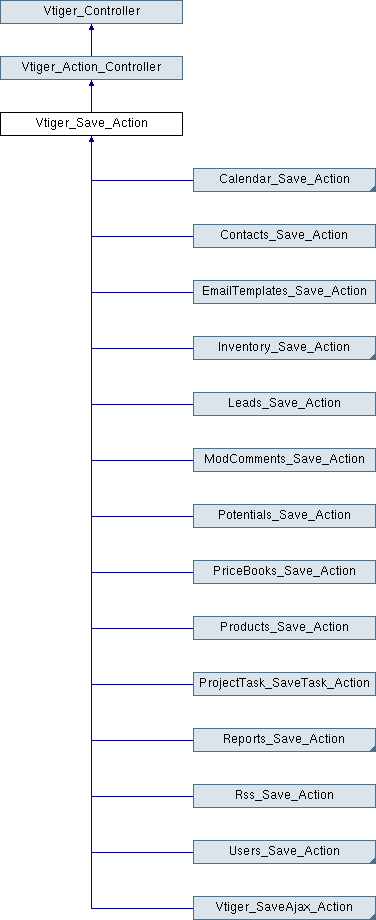 Vtiger_Controller
Vtiger_Action_Controller
Vtiger_Save_Action
Calendar_Save_Action
Contacts_Save_Action
EmailTemplates_Save_Action
Inventory_Save_Action
Leads_Save_Action
ModComments_Save_Action
Potentials_Save_Action
PriceBooks_Save_Action
Products_Save_Action
ProjectTask_SaveTask_Action
Reports_Save_Action
Rss_Save_Action
Users_Save_Action
Vtiger_SaveAjax_Action